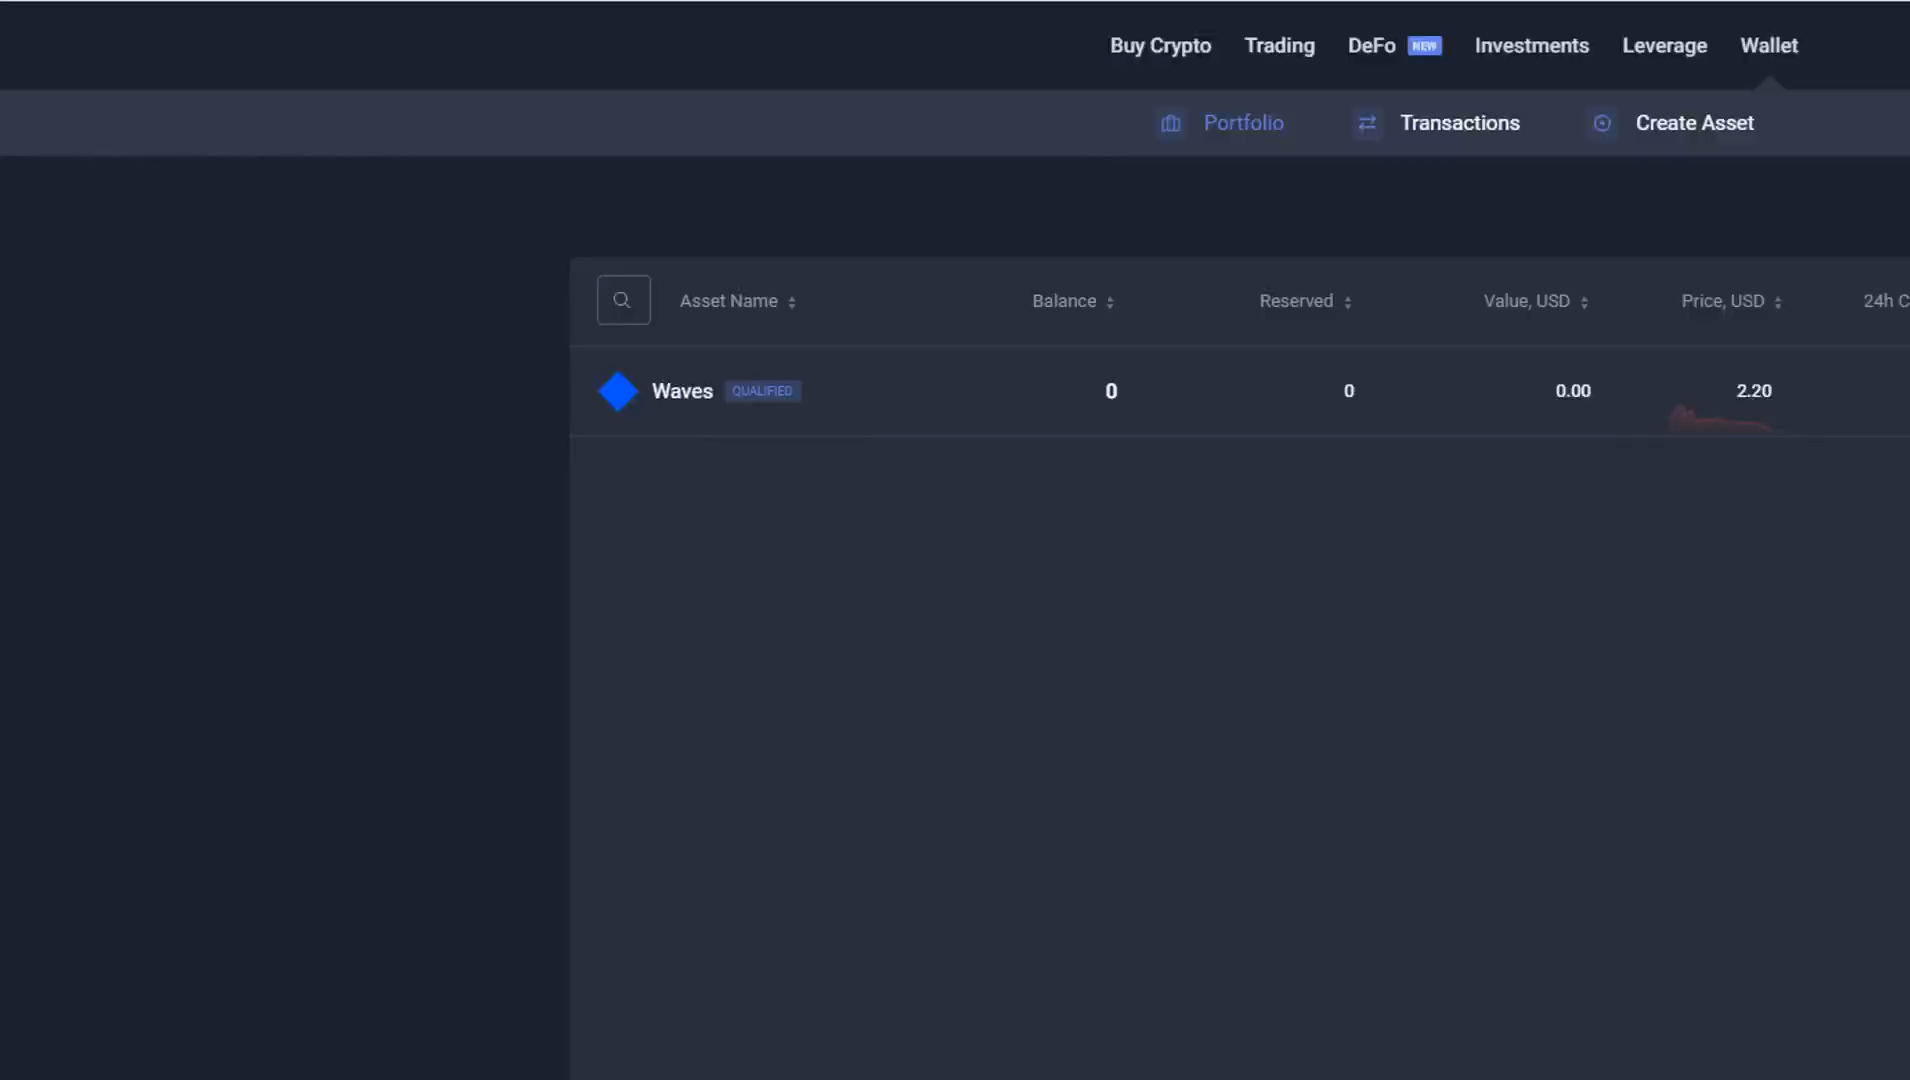 Buy Crypto Trading DeFo NEW Investments Leverage Wallet
Portfolio Transactions Create Asset
Asset Name Balance Reserved Value, USD Price, USD 24h C
Waves QUALIFIED 0 0 0.00 2.20